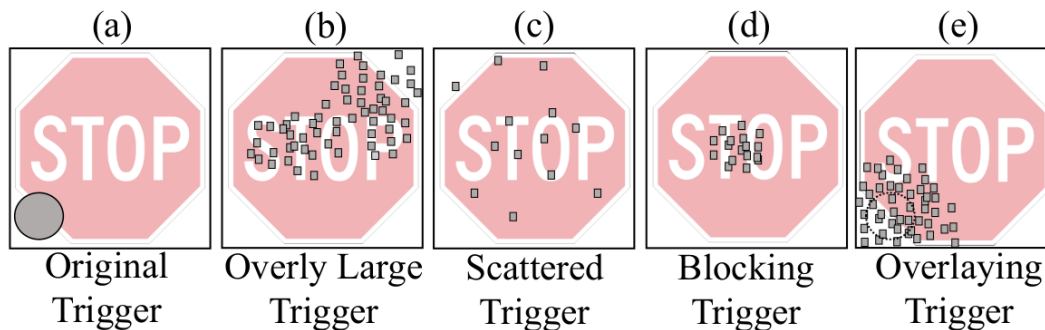 (a) (b) (c) (d) (e)
STOP STOP STOP STOP STOP
Original Overly Large Scattered Blocking Overlaying
Trigger Trigger Trigger Trigger Trigger